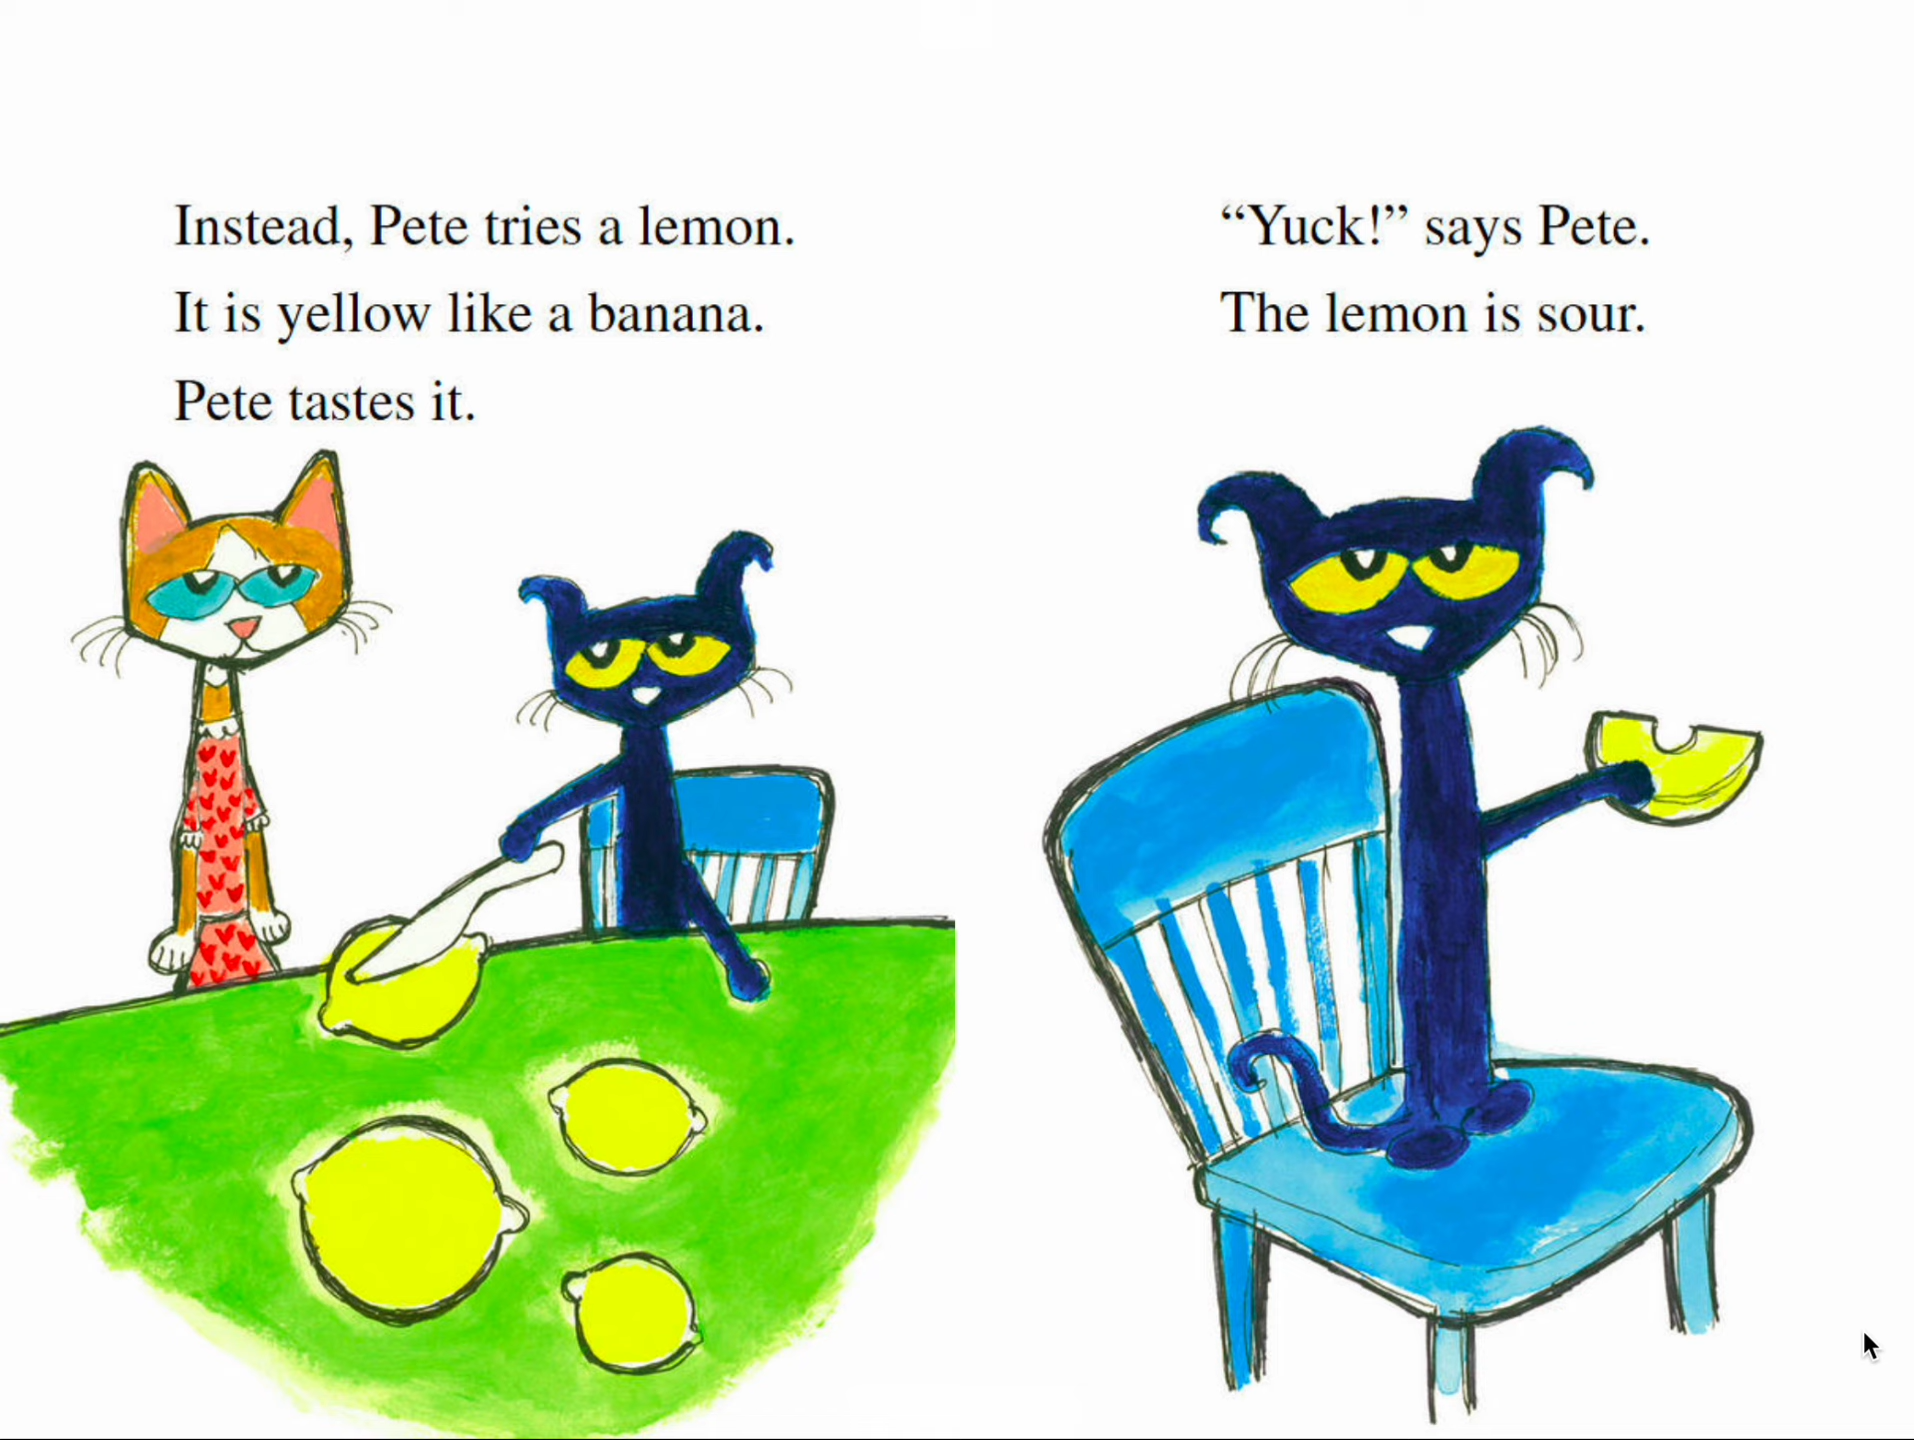 Instead, Pete tries a lemon.
It is yellow like a banana.
Pete tastes it.
“Yuck!” says Pete.
The lemon is sour.